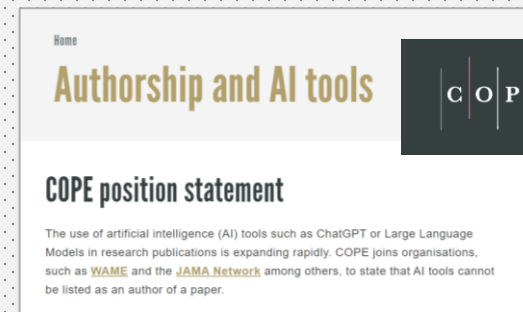 Home
Authorship and AI tools
C O P
COPE position statement
The use of artificial intelligence (AI) tools such as ChatGPT or Large Language
Models in research publications is expanding rapidly. COPE joins organisations,
such as WAME and the JAMA Network among others, to state that AI tools cannot
be listed as an author of a paper.